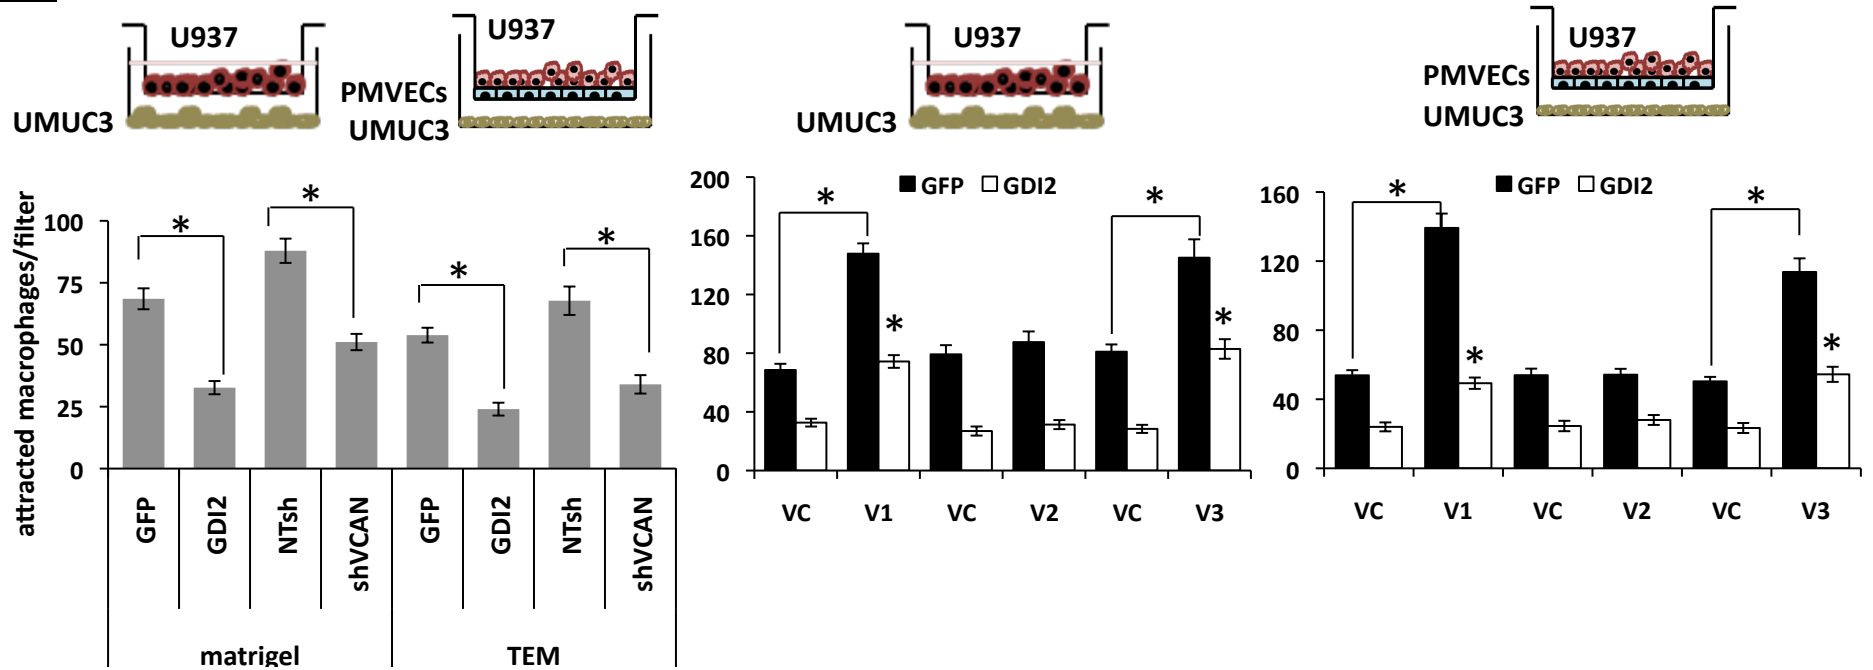 U937
UMUC3
U937
PMVECs
UMUC3
U937
UMUC3
U937
PMVECs
UMUC3
attracted macrophages/filter
100
75
50
25
0
*
*
*
*
GFP
GDI2
NTsh
shVCAN
GFP
GDI2
NTsh
shVCAN
matrigel
TEM
GFP GDI2
200
160
120
80
40
0
*
*
*
*
VC V1 VC V2 VC V3
GFP GDI2
160
120
80
40
0
*
*
*
*
VC V1 VC V2 VC V3